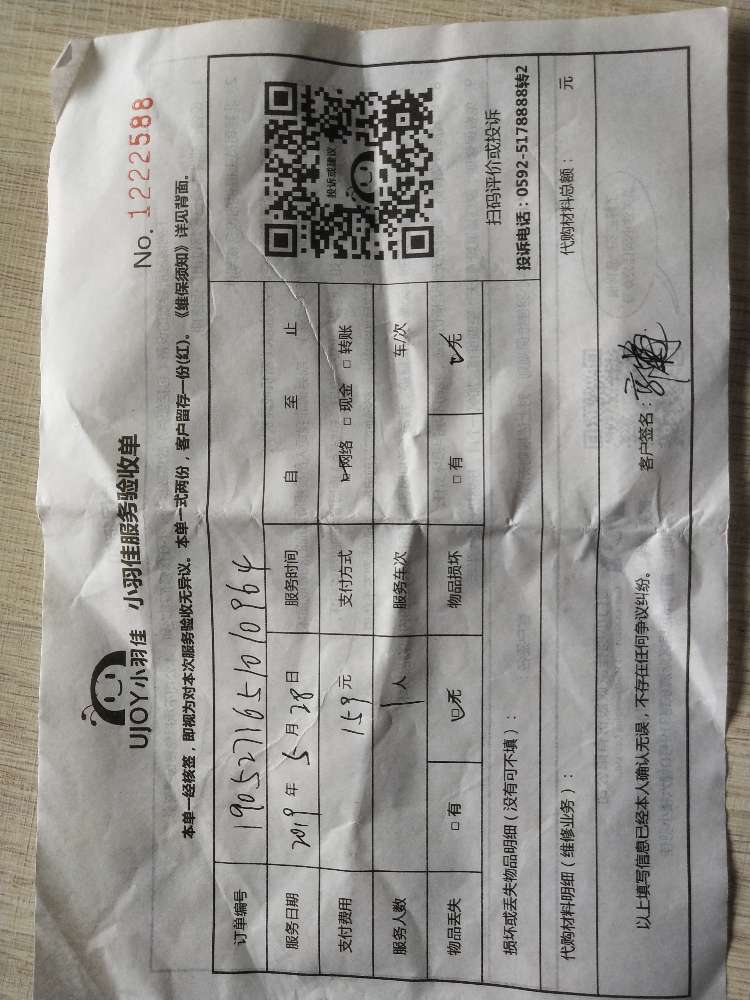 UJOY小羽佳 小羽佳服务验收单
No. 1222588
本单一经核签，即视为对本次服务验收无异议。本单一式两份，客户留存一份(红)。《维保须知》详见背面。
订单编号 1905271651010964
服务日期 2019年5月28日 服务时间 自 至 止
支付费用 159元 支付方式 ☑网络 □现金 □转账
服务人数 1人 服务车次 车/次
物品丢失 □有 ☑无 物品损坏 □有 ☑无
投诉或建议
扫码评价或投诉
投诉电话：0592-5178888转2
损坏或丢失物品明细（没有可不填）：
代购材料明细（维修业务）： 代购材料总额： 元
以上填写信息已经本人确认无误，不存在任何争议纠纷。 客户签名：